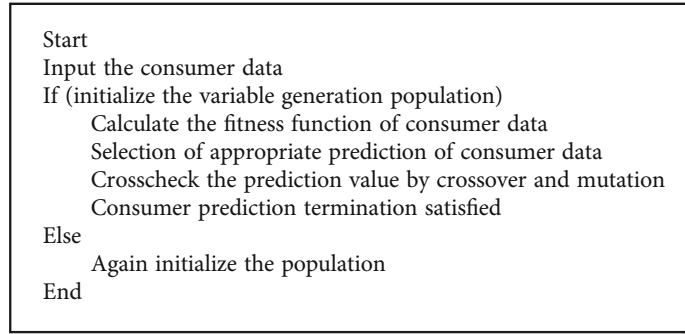 Start
Input the consumer data
If (initialize the variable generation population)
Calculate the fitness function of consumer data
Selection of appropriate prediction of consumer data
Crosscheck the prediction value by crossover and mutation
Consumer prediction termination satisfied
Else
Again initialize the population
End